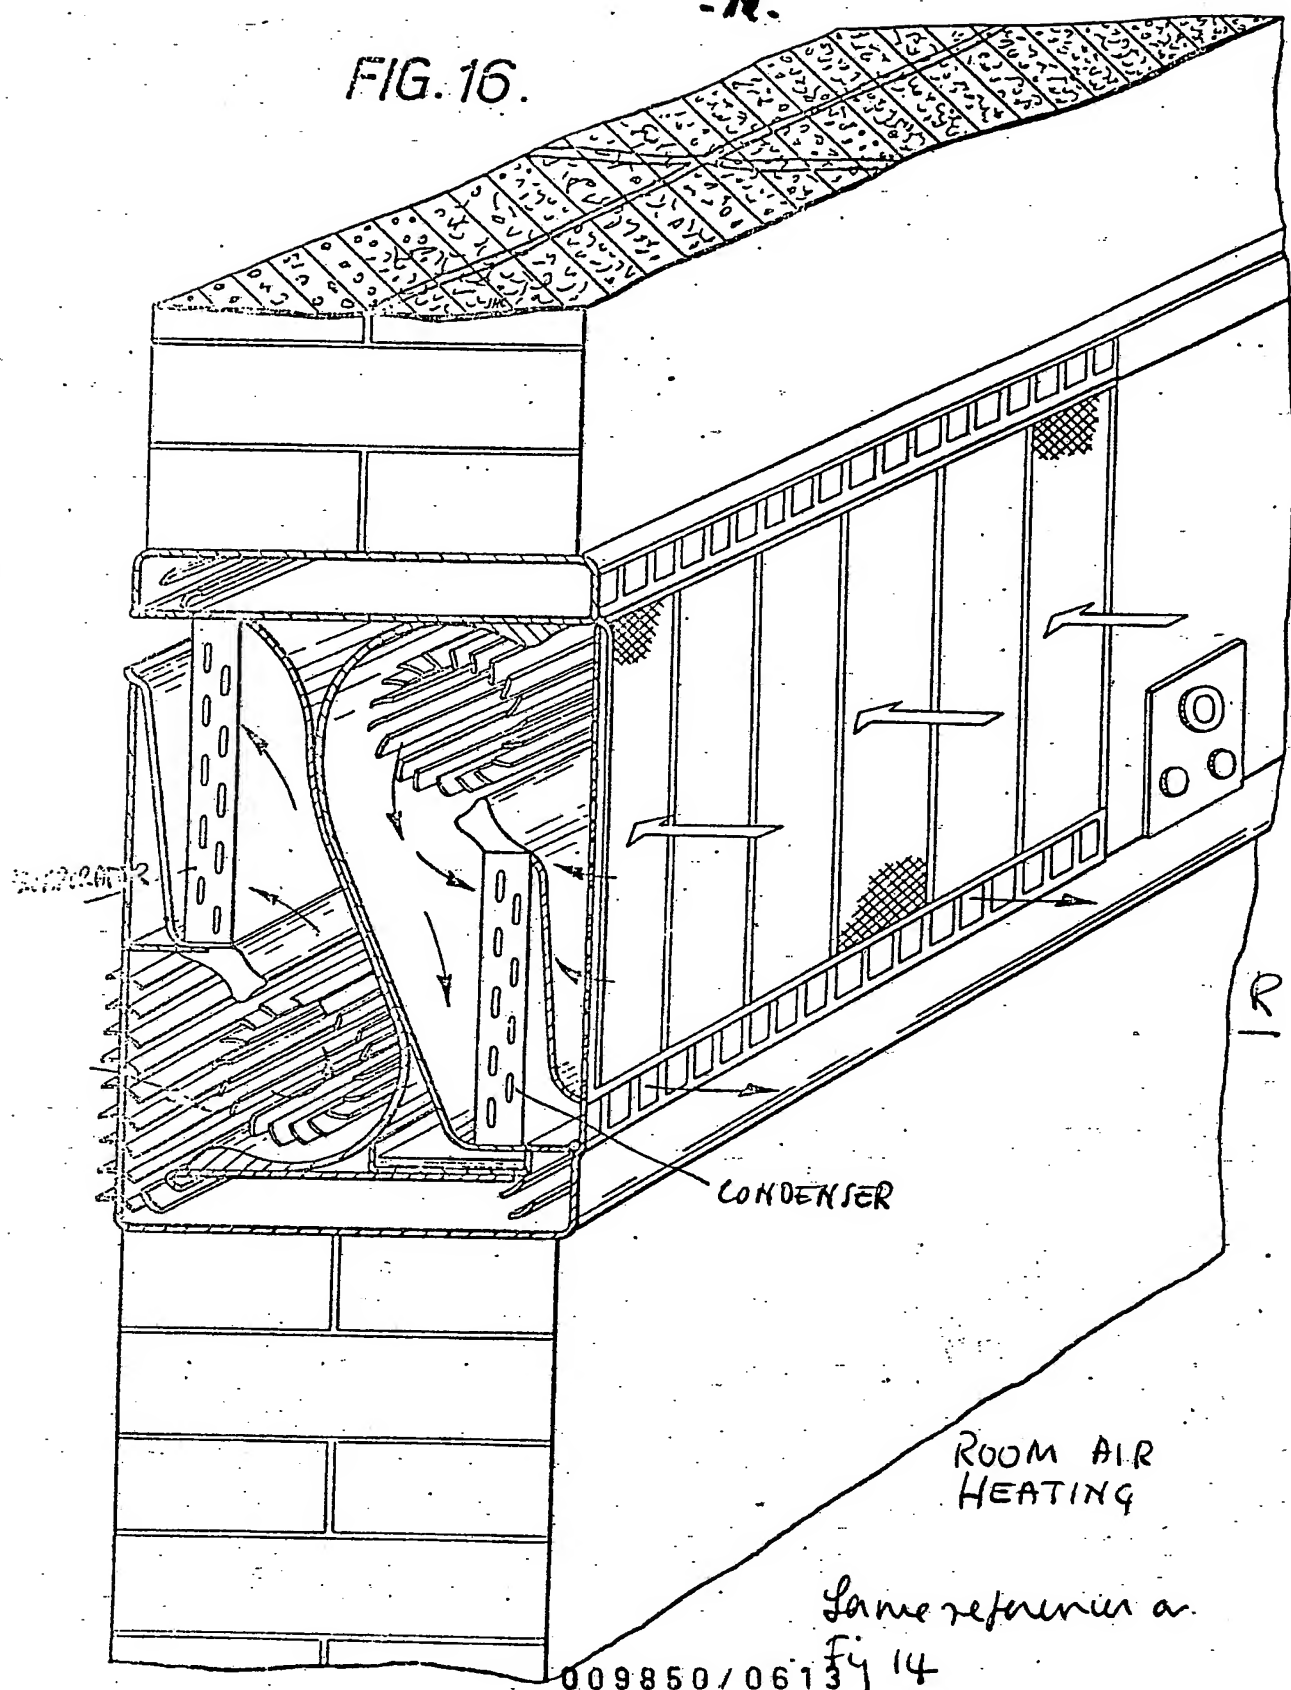 FIG. 16.
CONDENSER
R
ROOM AIR
HEATING
Same references as
Fig 14
009850/0613